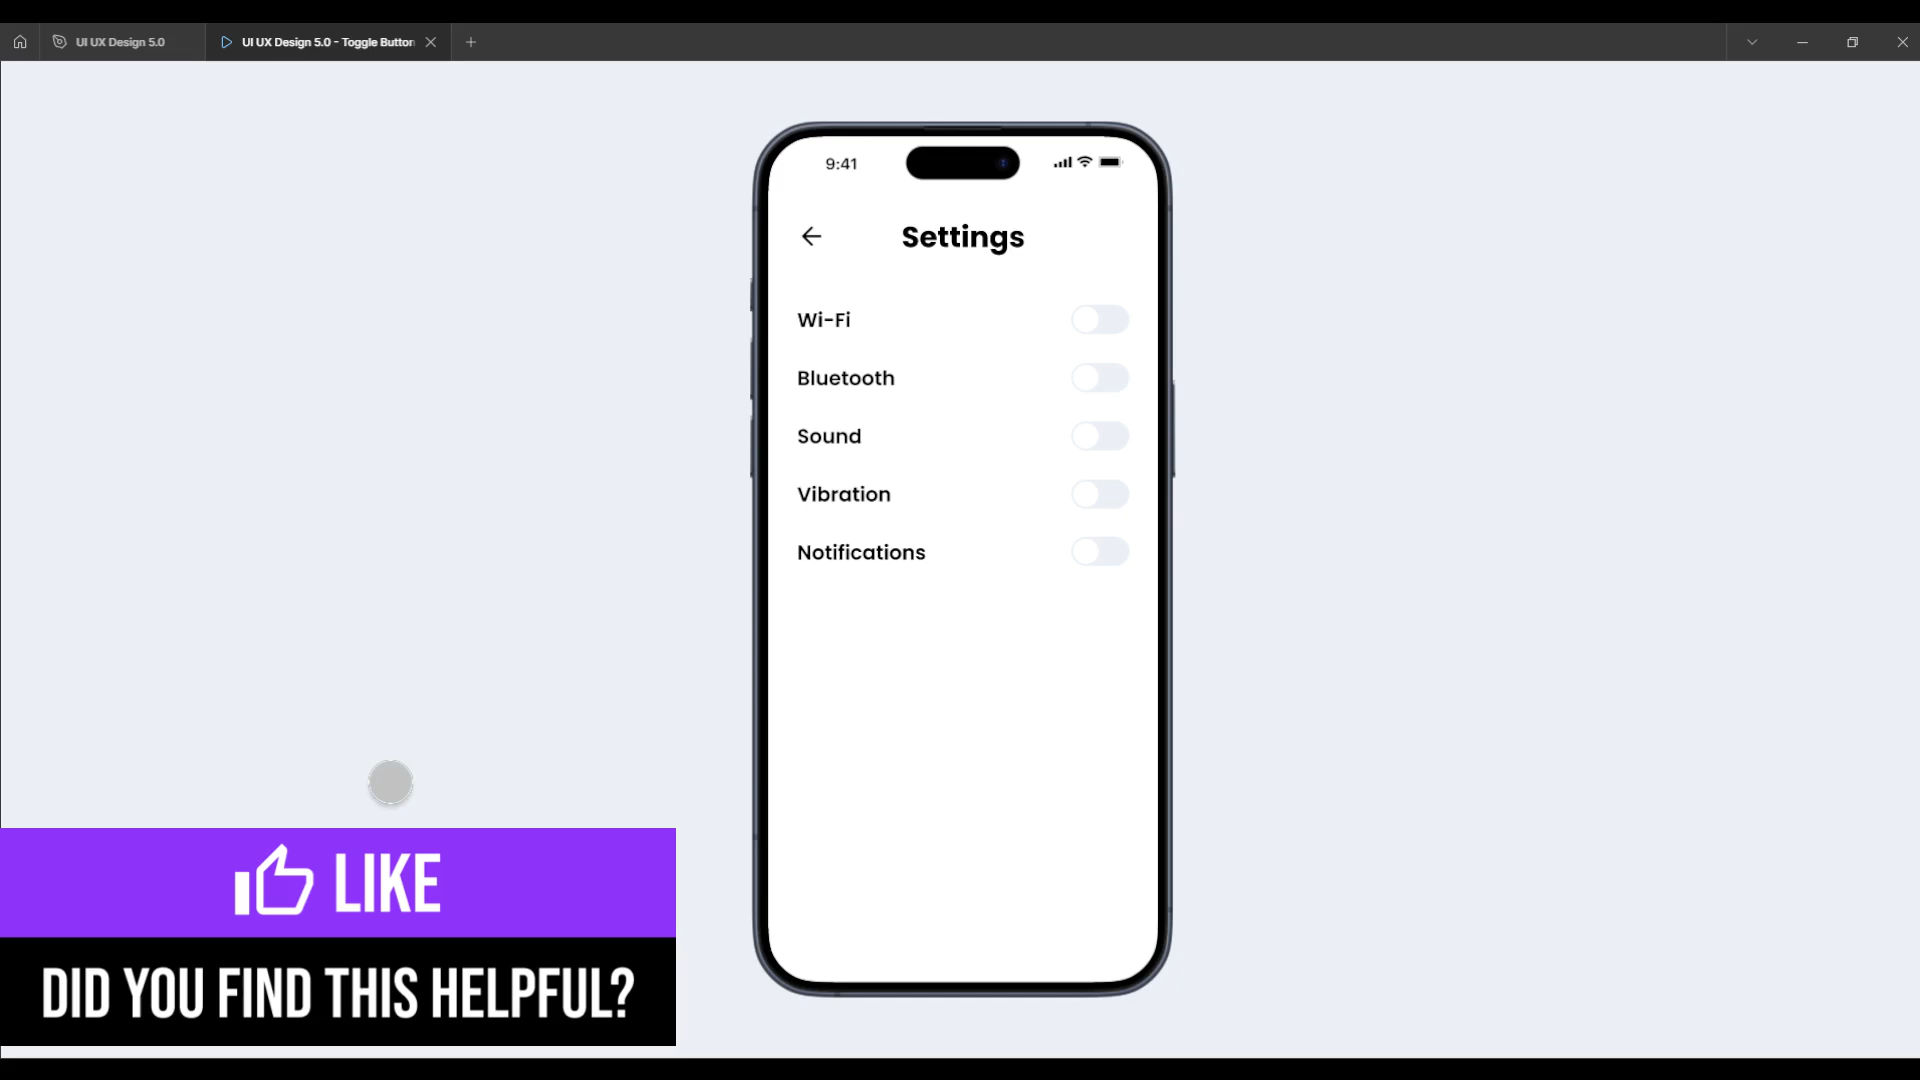 UI UX Design 5.0
UI UX Design 5.0 - Toggle Button
9:41
Settings
Wi-Fi
Bluetooth
Sound
Vibration
Notifications
LIKE
DID YOU FIND THIS HELPFUL?